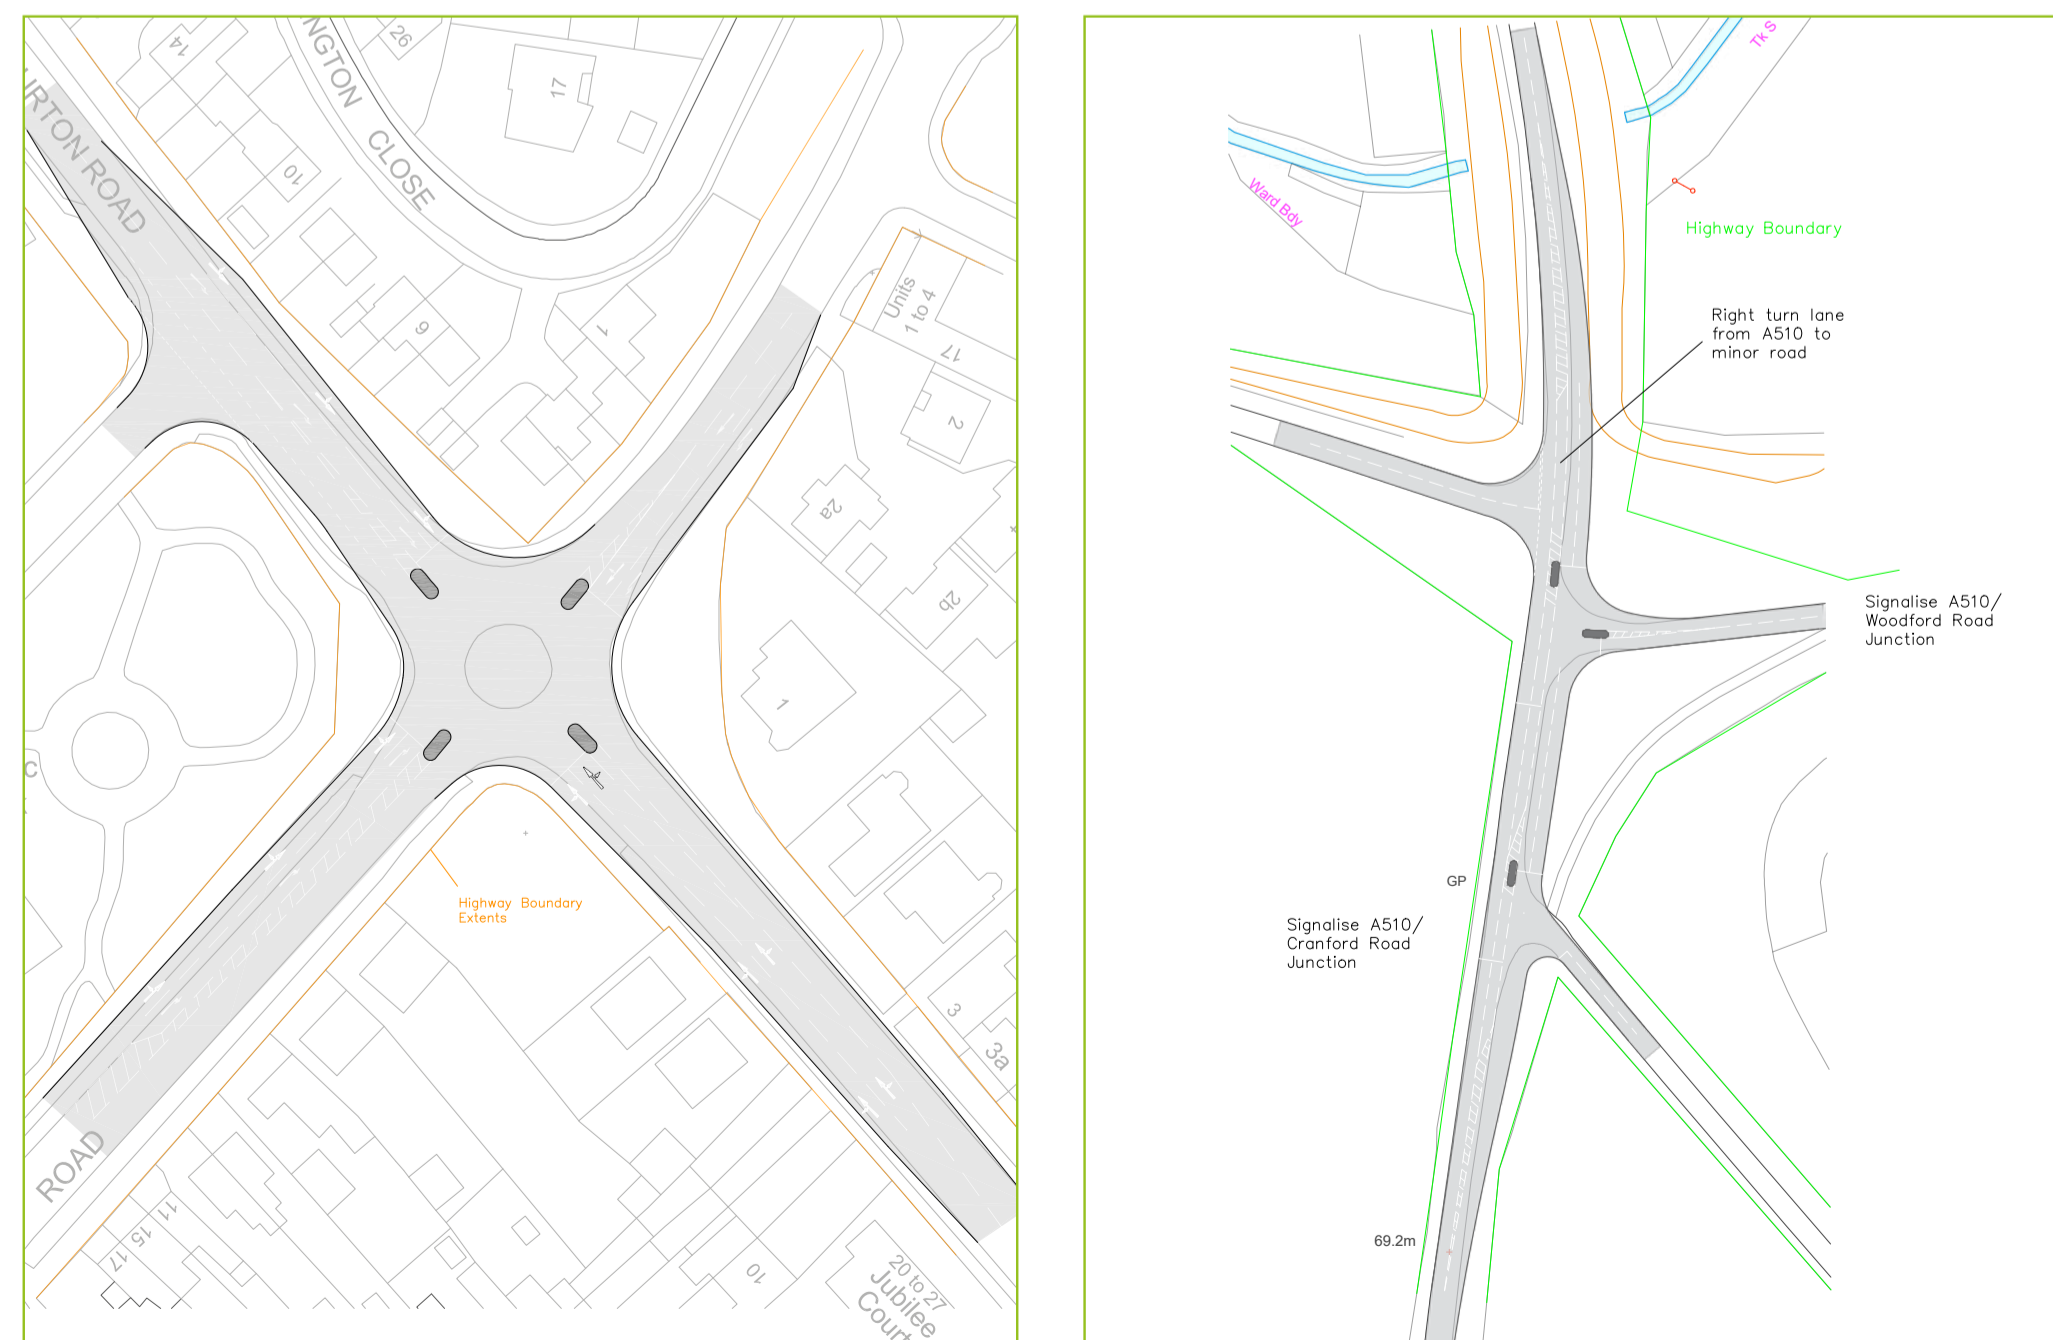 14
INGTON
CLOSE
26
17
URTON ROAD
10
9
1
Units
1 to 4
17
2
2a
2b
1
C
Highway Boundary
Extents
3
3a
ROAD
11
15
17
10
20 to 27
Jubilee
Court
Tk S
Ward Bdy
Highway Boundary
Right turn lane
from A510 to
minor road
Signalise A510/
Woodford Road
Junction
GP
Signalise A510/
Cranford Road
Junction
69.2m